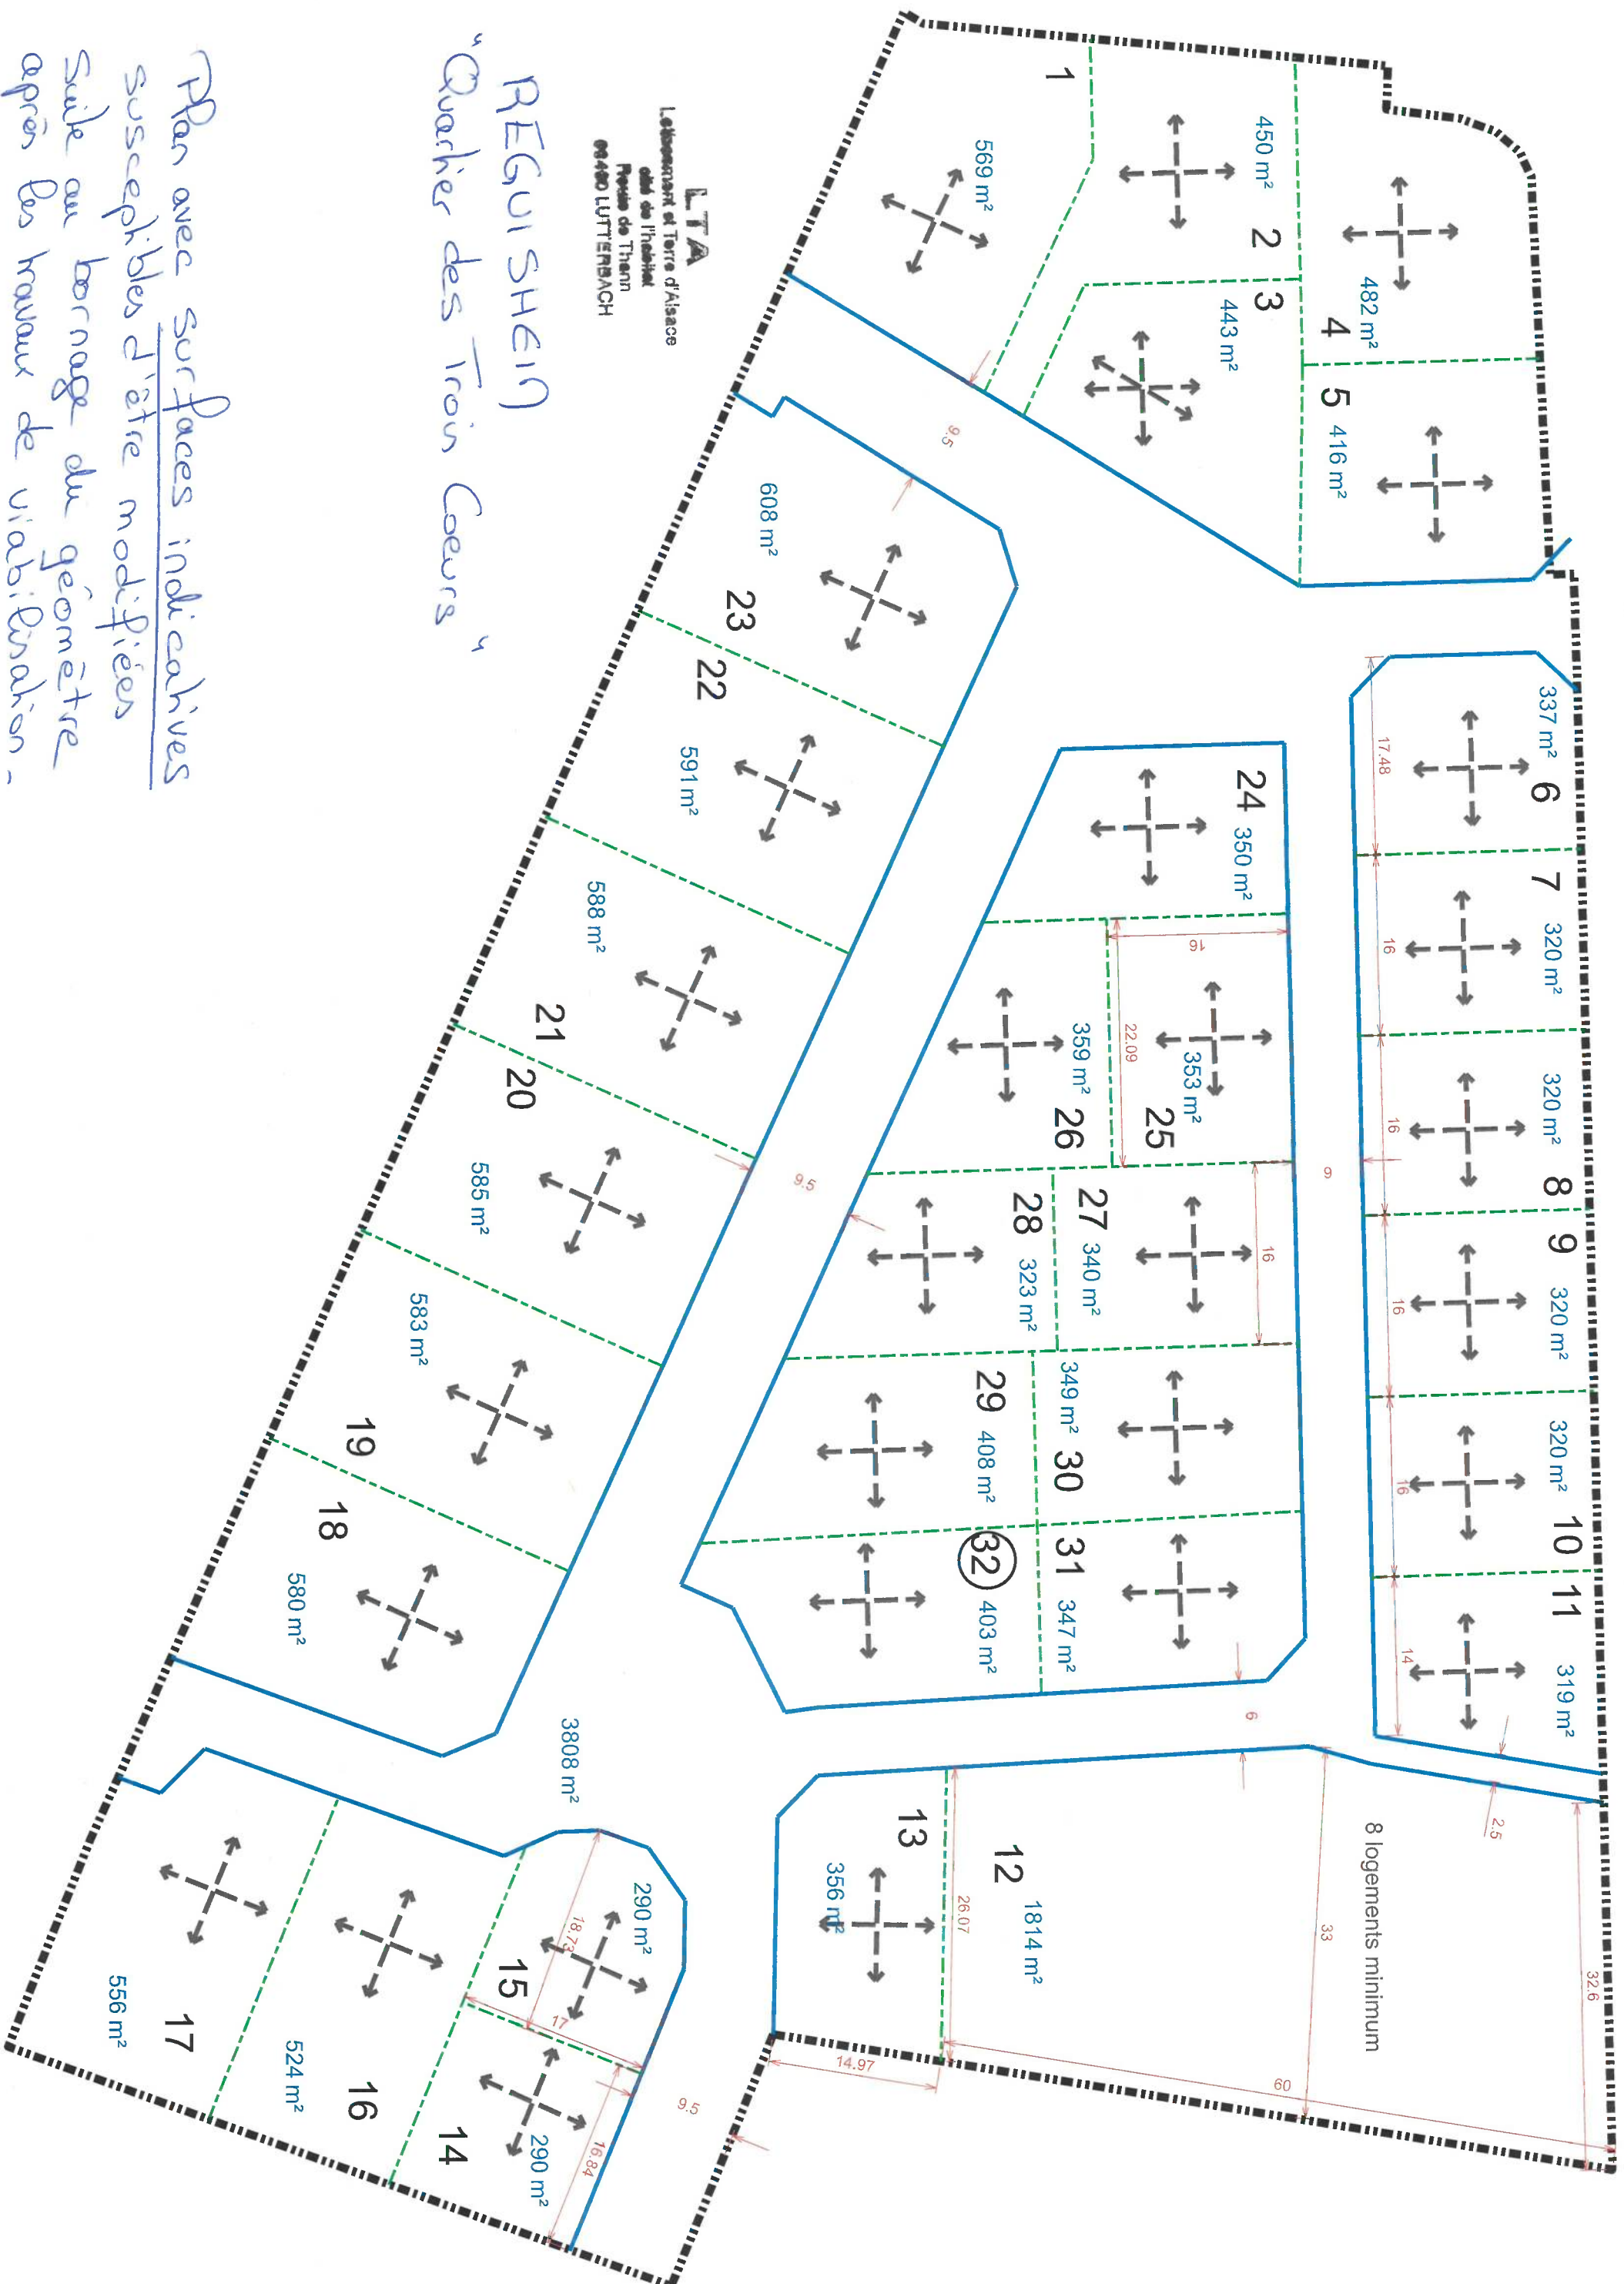 REGUISHEIM
"Quartier des Trois Coeurs"
LTA
Lotissement et Terre d'Alsace
cité de l'habitat
Route de Thann
68460 LUTTERBACH
Plan avec surfaces indicatives
susceptibles d'être modifiées
suite au bornage du géomètre
après les travaux de viabilisation.
1
569 m²
450 m²
2
3
443 m²
482 m²
4
5
416 m²
9.5
337 m²
6
17.48
7
320 m²
16
320 m²
8
16
9
320 m²
16
320 m²
10
16
11
319 m²
14
608 m²
23
22
591 m²
588 m²
21
20
585 m²
583 m²
19
18
580 m²
9.5
24
350 m²
16
353 m²
25
22.09
359 m²
26
27
340 m²
16
28
323 m²
29
408 m²
349 m²
30
31
347 m²
32
403 m²
6
6
3808 m²
2.5
32.6
8 logements minimum
33
60
12
1814 m²
26.07
13
356 m²
14.97
290 m²
18.73
15
17
14
290 m²
16.84
9.5
16
524 m²
17
556 m²